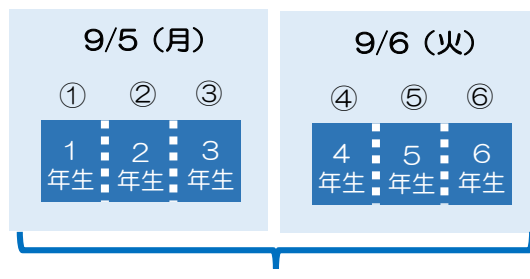 9/5（月）
① ② ③
1年生 2年生 3年生
9/6（火）
④ ⑤ ⑥
4年生 5年生 6年生